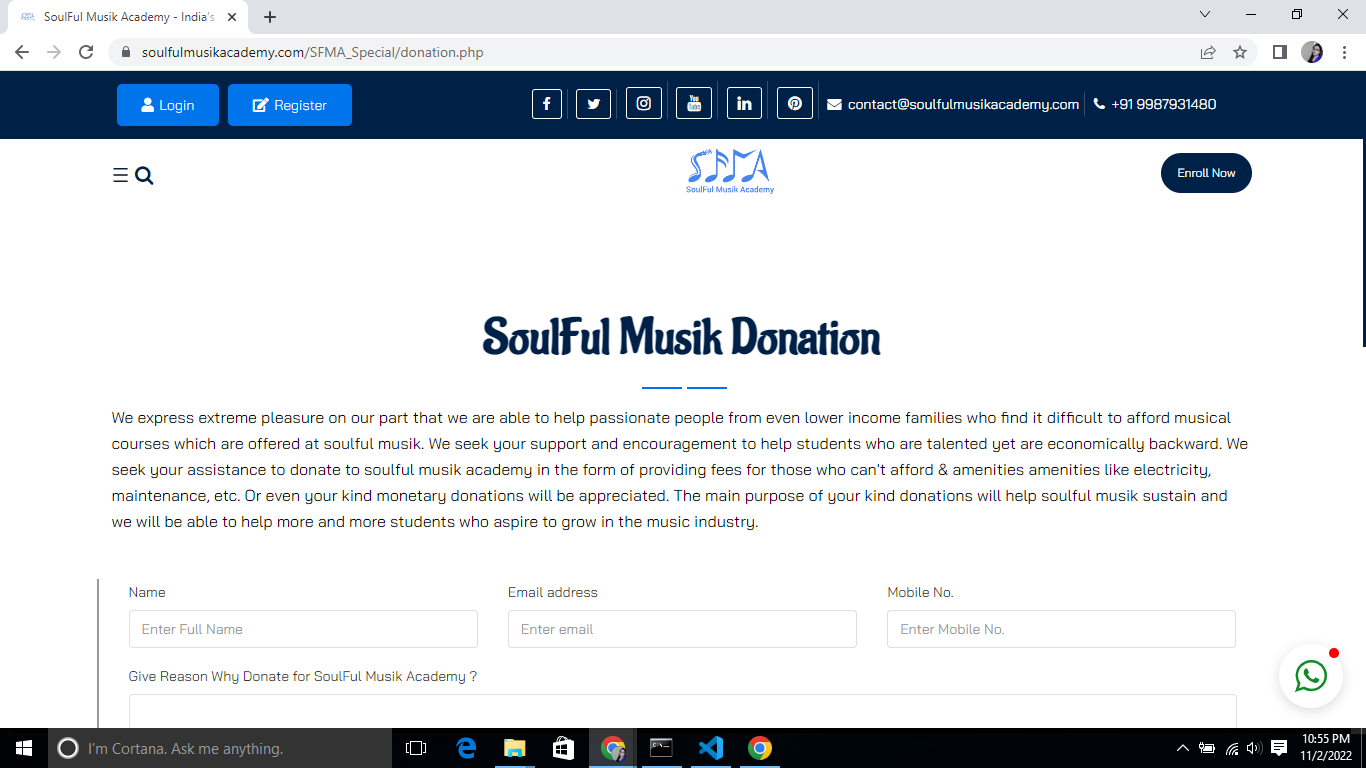 SoulFul Musik Academy - India's
soulfulmusikacademy.com/SFMA_Special/donation.php
Login
Register
You
Tube
contact@soulfulmusikacademy.com
+91 9987931480
SFMA
SoulFul Musik Academy
Enroll Now
SoulFul Musik Donation
We express extreme pleasure on our part that we are able to help passionate people from even lower income families who find it difficult to afford musical
courses which are offered at soulful musik. We seek your support and encouragement to help students who are talented yet are economically backward. We
seek your assistance to donate to soulful musik academy in the form of providing fees for those who can't afford & amenities amenities like electricity,
maintenance, etc. Or even your kind monetary donations will be appreciated. The main purpose of your kind donations will help soulful musik sustain and
we will be able to help more and more students who aspire to grow in the music industry.
Name
Email address
Mobile No.
Enter Full Name
Enter email
Enter Mobile No.
Give Reason Why Donate for SoulFul Musik Academy ?
I'm Cortana. Ask me anything.
10:55 PM
11/2/2022